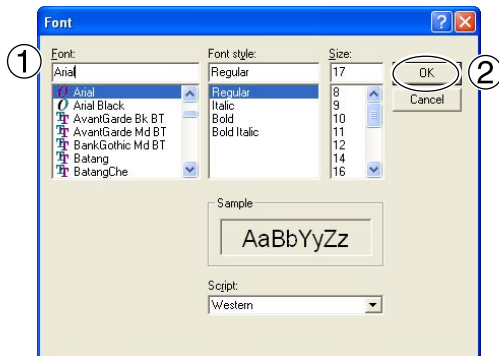 Font
?
X
①
Font:
Font style:
Size:
Arial
Regular
17
OK
②
Arial
Arial Black
AvantGarde Bk BT
AvantGarde Md BT
BankGothic Md BT
Batang
BatangChe
Regular
Italic
Bold
Bold Italic
8
9
10
11
12
14
16
Cancel
Sample
AaBbYyZz
Script:
Western